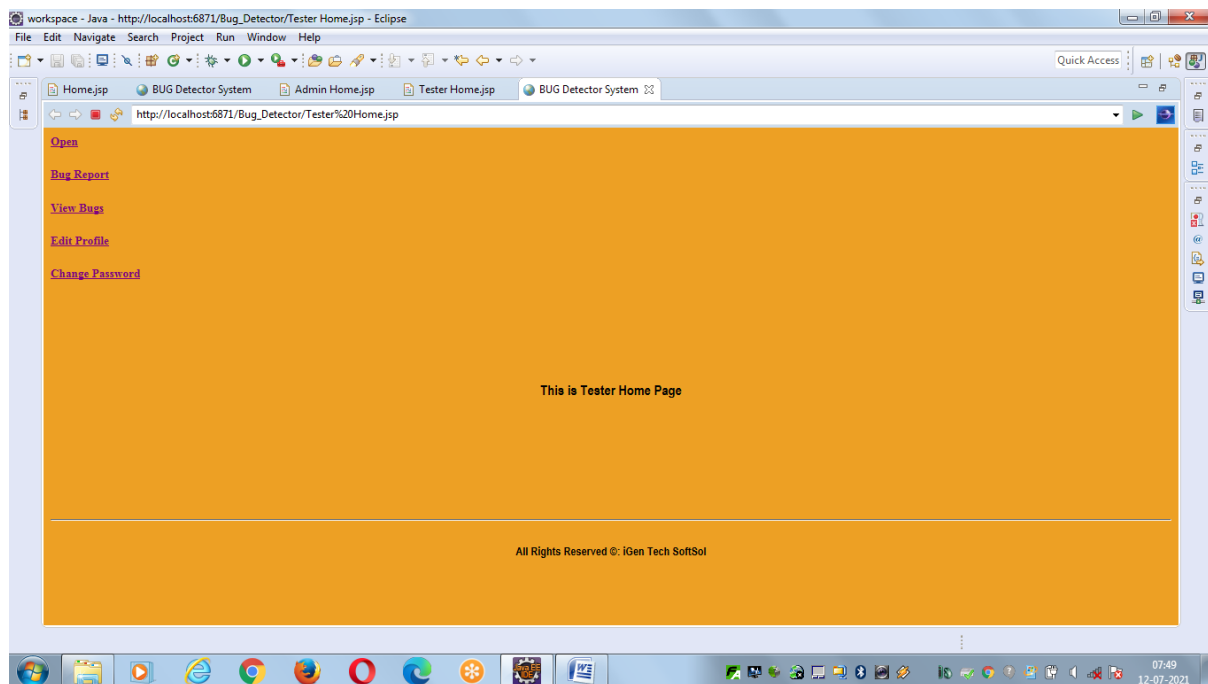 workspace - Java - http://localhost:6871/Bug_Detector/Tester Home.jsp - Eclipse
File Edit Navigate Search Project Run Window Help
Quick Access
Home.jsp BUG Detector System Admin Home.jsp Tester Home.jsp BUG Detector System
http://localhost:6871/Bug_Detector/Tester%20Home.jsp
Open
Bug Report
View Bugs
Edit Profile
Change Password
This is Tester Home Page
All Rights Reserved ©: iGen Tech SoftSol
07:49
12-07-2021